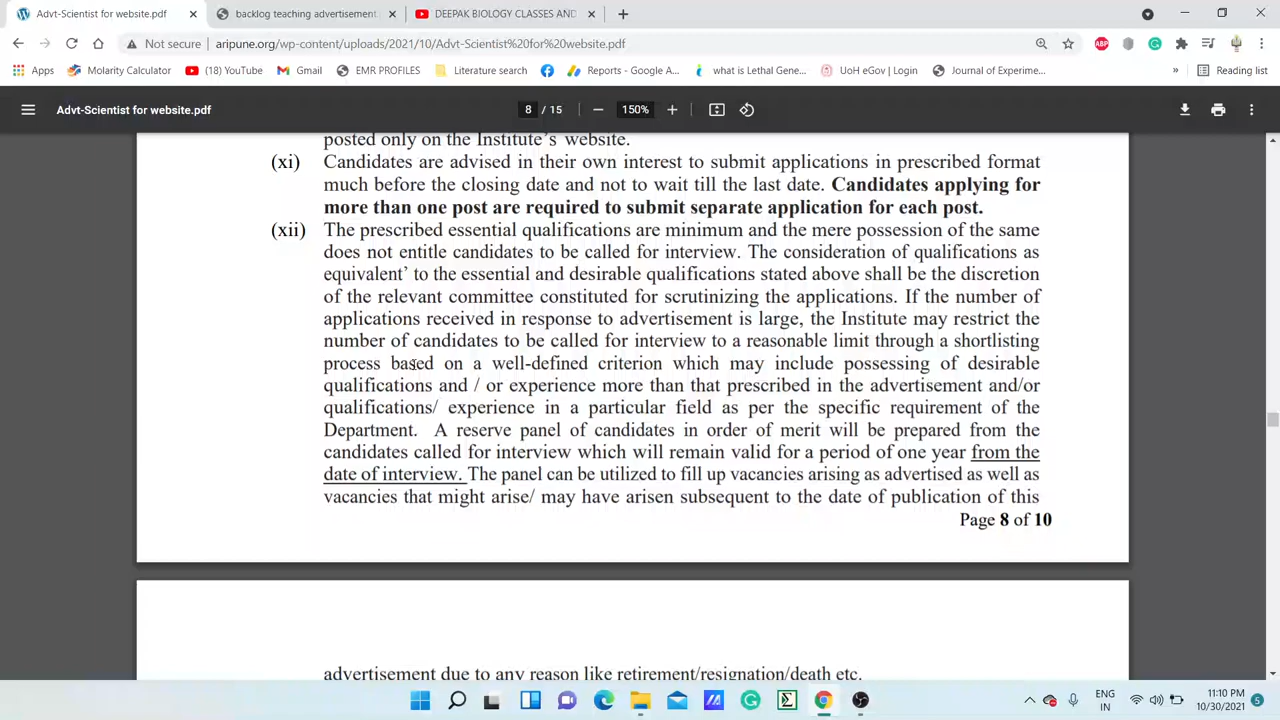 Advt-Scientist for website.pdf
backlog teaching advertisement
DEEPAK BIOLOGY CLASSES AND
Not secure
aripune.org/wp-content/uploads/2021/10/Advt-Scientist%20for%20website.pdf
ABP
Apps
Molarity Calculator
(18) YouTube
Gmail
EMR PROFILES
Literature search
Reports - Google A...
what is Lethal Gene...
UoH eGov | Login
Journal of Experime...
»
Reading list
Advt-Scientist for website.pdf
8 / 15
150%
posted only on the Institute's website.
(xi) Candidates are advised in their own interest to submit applications in prescribed format
much before the closing date and not to wait till the last date. Candidates applying for
more than one post are required to submit separate application for each post.
(xii) The prescribed essential qualifications are minimum and the mere possession of the same
does not entitle candidates to be called for interview. The consideration of qualifications as
equivalent' to the essential and desirable qualifications stated above shall be the discretion
of the relevant committee constituted for scrutinizing the applications. If the number of
applications received in response to advertisement is large, the Institute may restrict the
number of candidates to be called for interview to a reasonable limit through a shortlisting
process based on a well-defined criterion which may include possessing of desirable
qualifications and / or experience more than that prescribed in the advertisement and/or
qualifications/ experience in a particular field as per the specific requirement of the
Department. A reserve panel of candidates in order of merit will be prepared from the
candidates called for interview which will remain valid for a period of one year from the
date of interview. The panel can be utilized to fill up vacancies arising as advertised as well as
vacancies that might arise/ may have arisen subsequent to the date of publication of this
Page 8 of 10
advertisement due to any reason like retirement/resignation/death etc.
ENG
IN
11:10 PM
10/30/2021
5